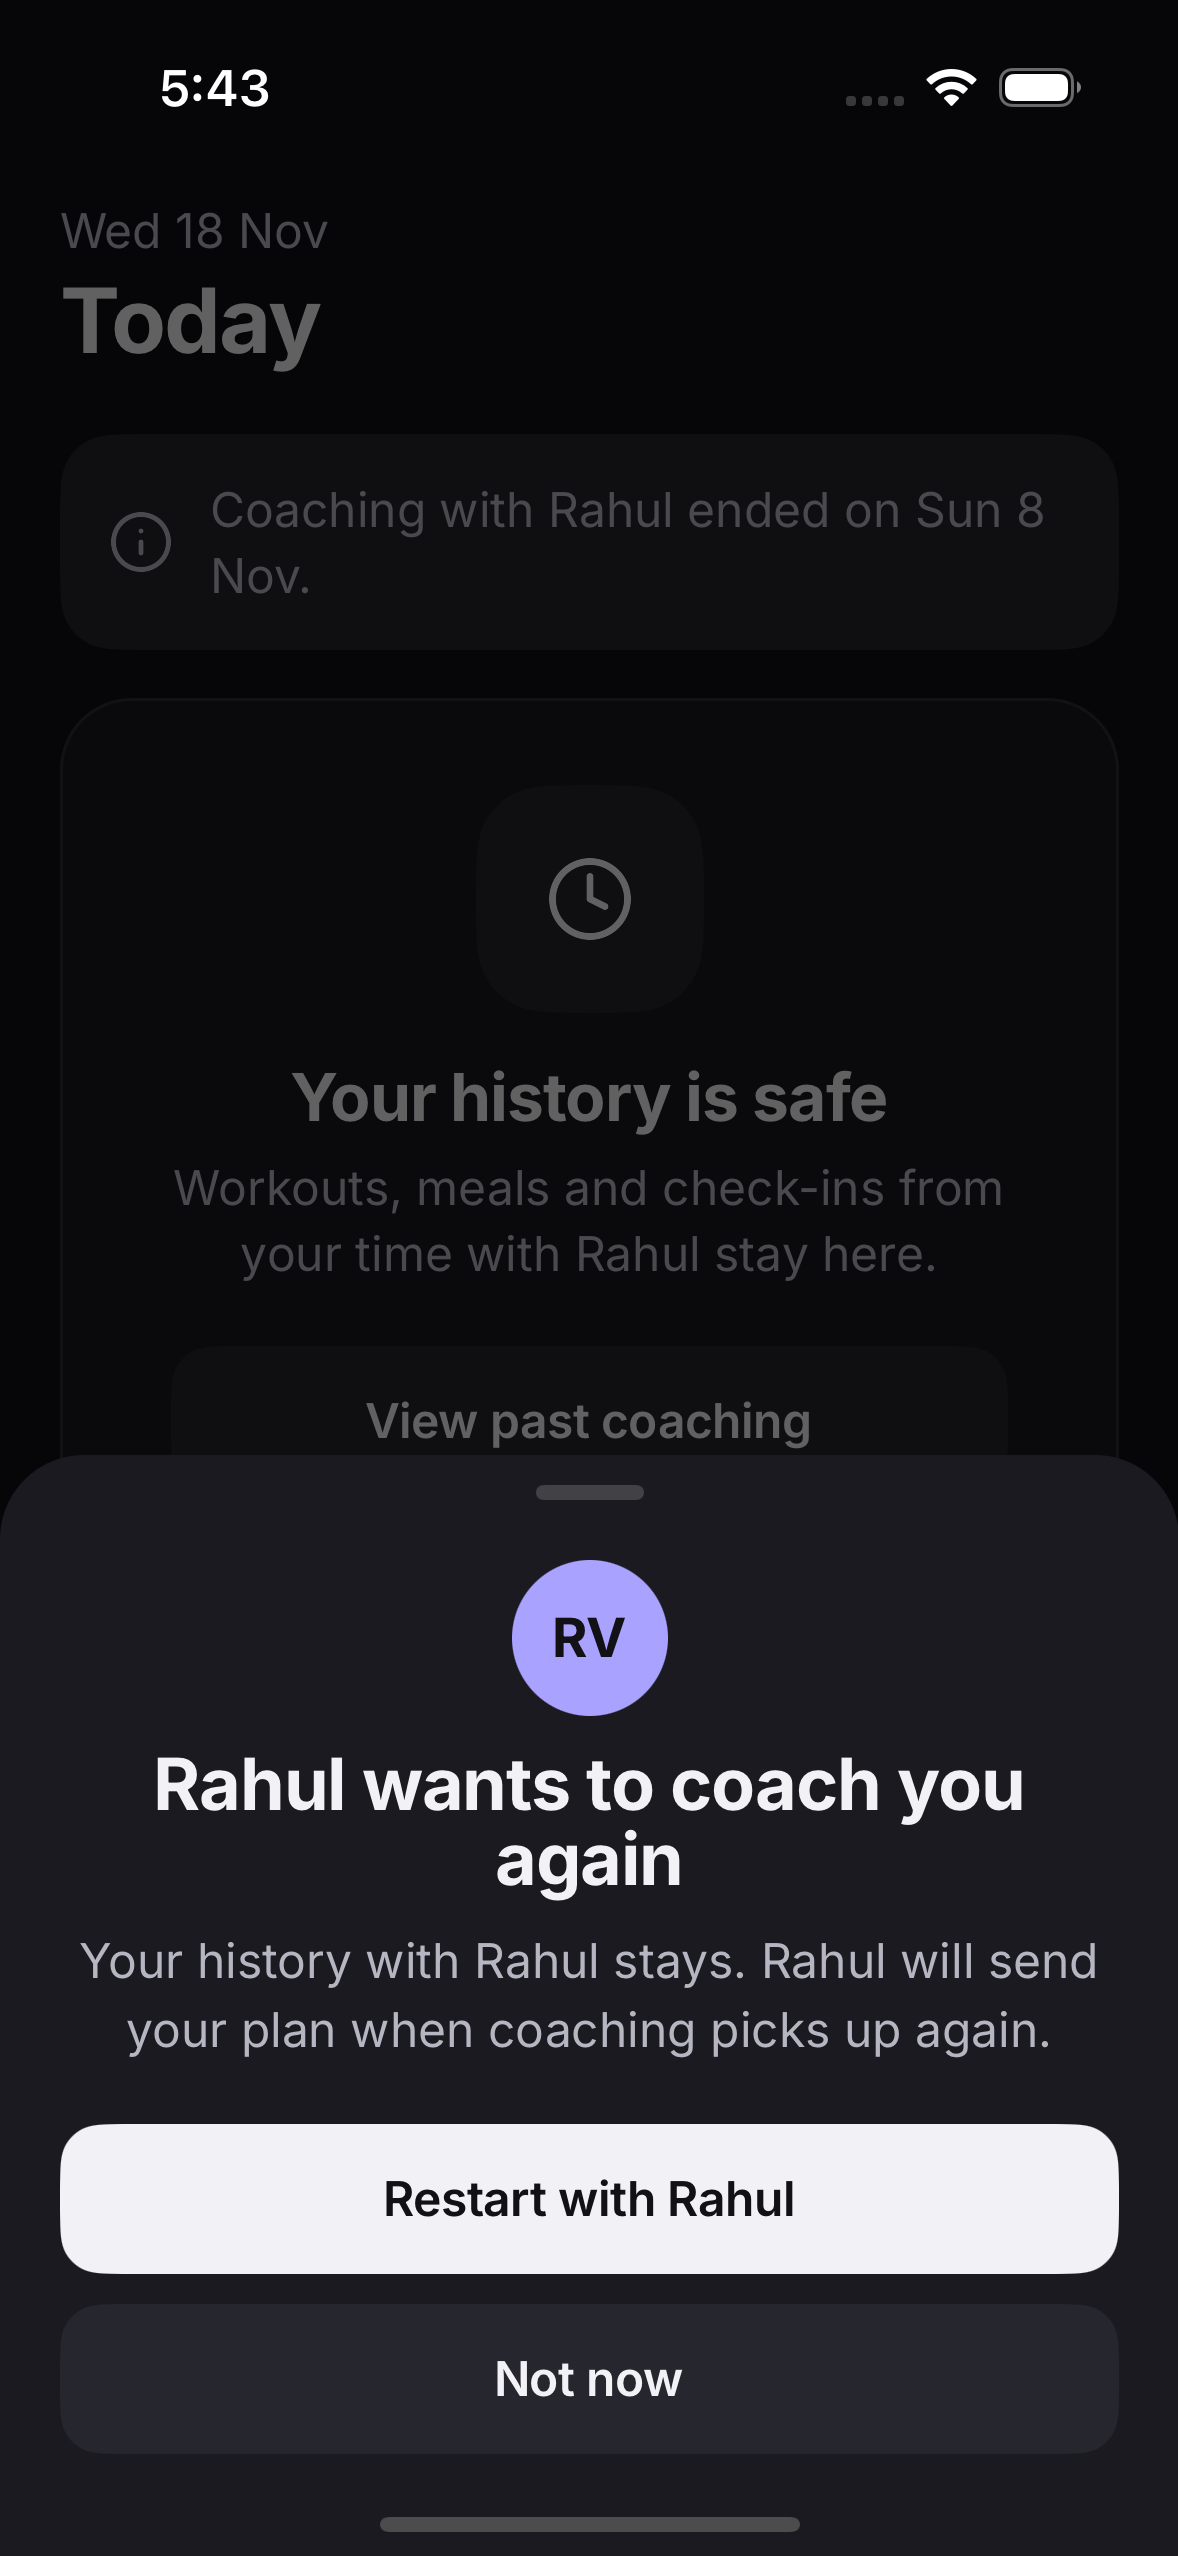 5:43
Wed 18 Nov
Today
Coaching with Rahul ended on Sun 8
Nov.
Your history is safe
Workouts, meals and check-ins from
your time with Rahul stay here.
View past coaching
RV
Rahul wants to coach you
again
Your history with Rahul stays. Rahul will send
your plan when coaching picks up again.
Restart with Rahul
Not now